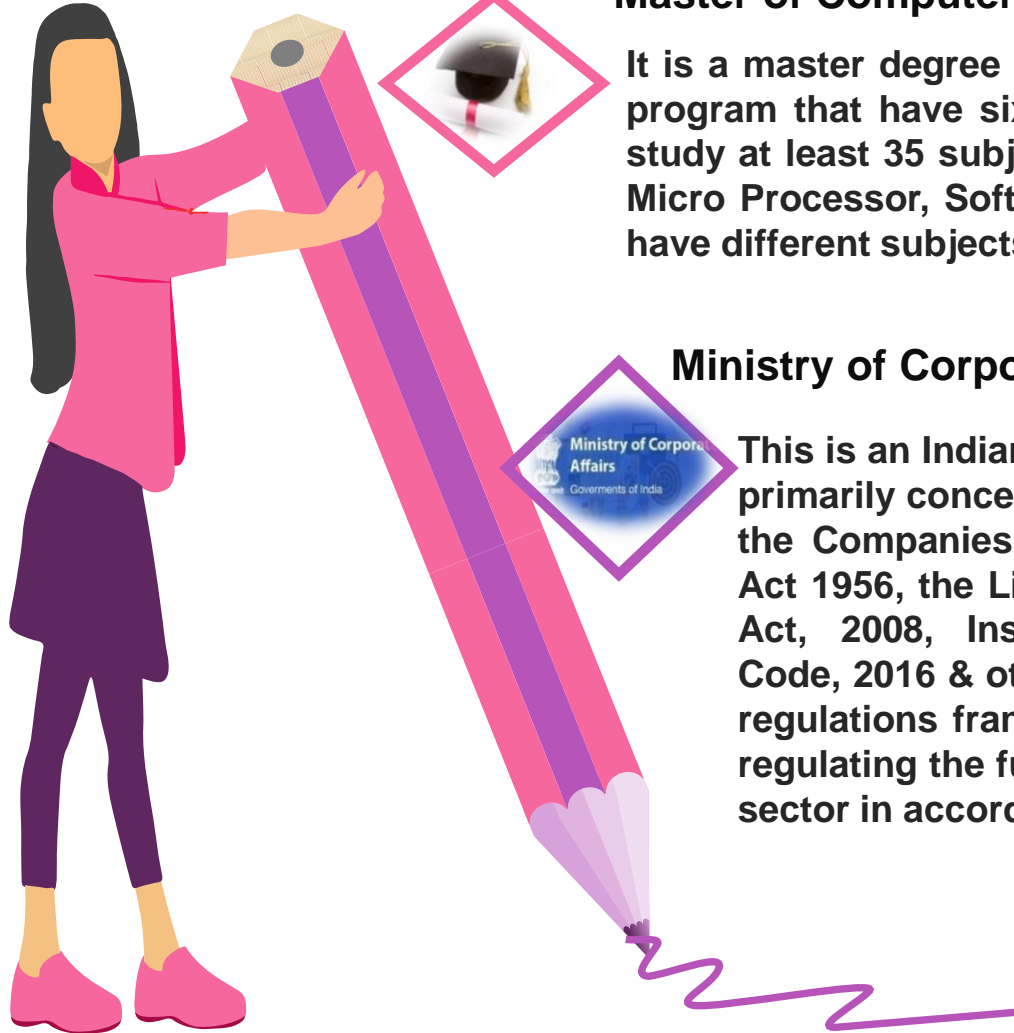 Master of Computer
It is a master degree
program that have six
study at least 35 subj
Micro Processor, Soft
have different subjects
Ministry of Corpo
Ministry of Corporat
Affairs
Goverments of India
This is an Indian
primarily conce
the Companies
Act 1956, the Li
Act, 2008, Ins
Code, 2016 & ot
regulations fran
regulating the fu
sector in accord